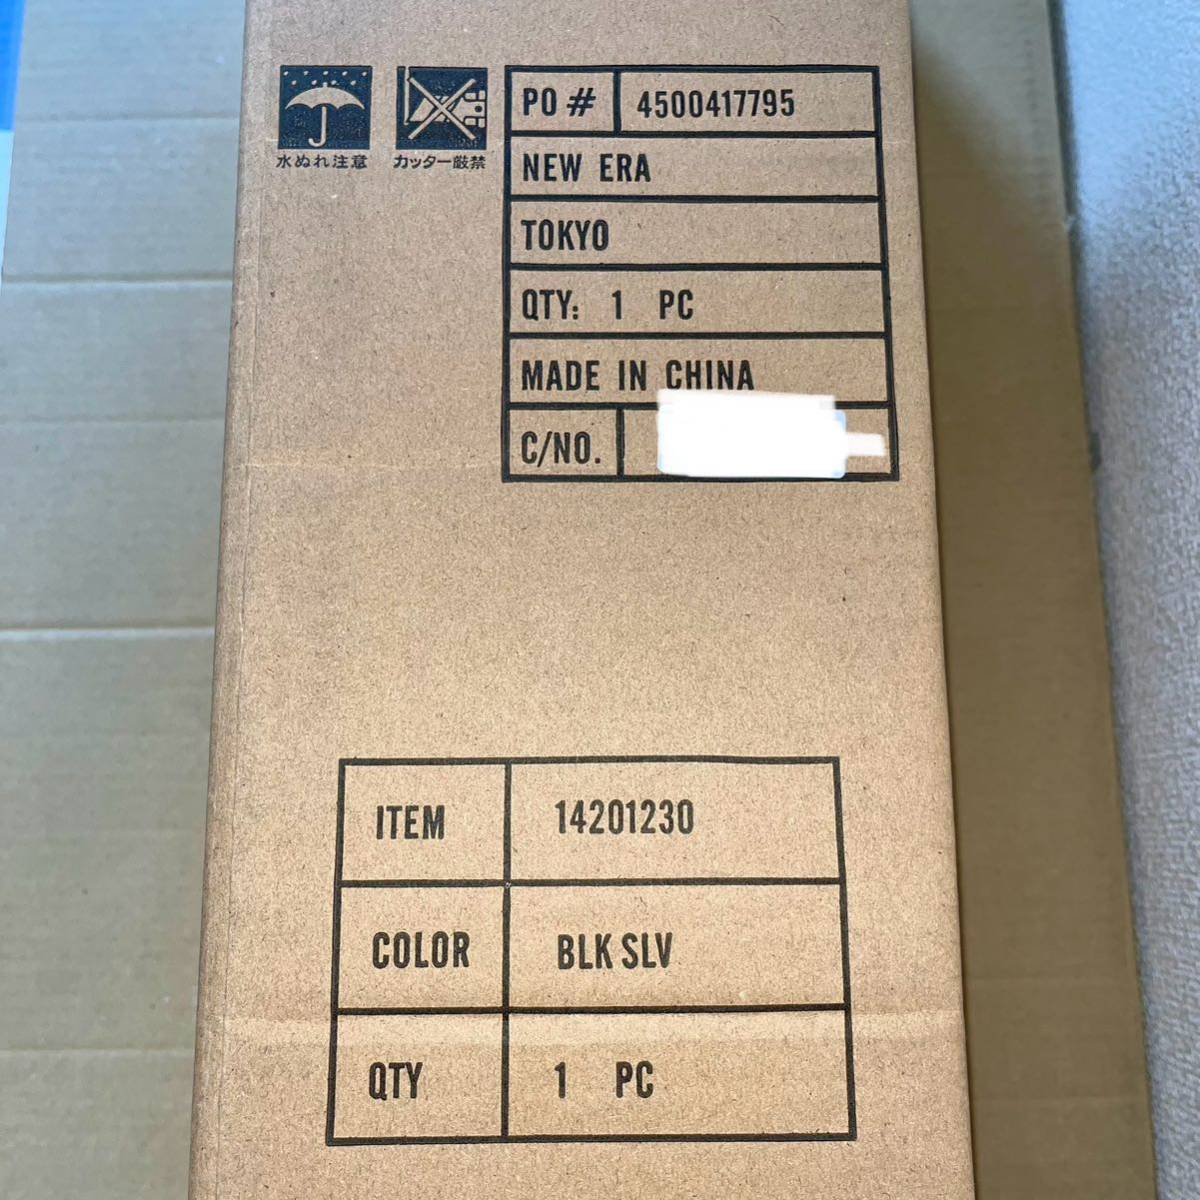 水ぬれ注意
カッター厳禁
PO # 4500417795
NEW ERA
TOKYO
QTY: 1 PC
MADE IN CHINA
C/NO.
ITEM 14201230
COLOR BLK SLV
QTY 1 PC